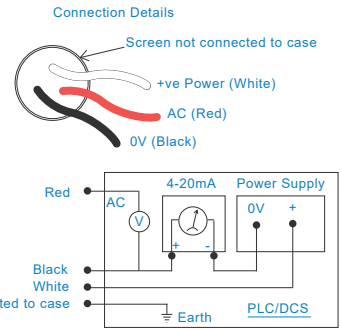 Connection Details
Screen not connected to case
+ve Power (White)
AC (Red)
0V (Black)
4-20mA
Power Supply
Red
AC
0V
+
V
+
-
Black
White
to case
Earth
PLC/DCS